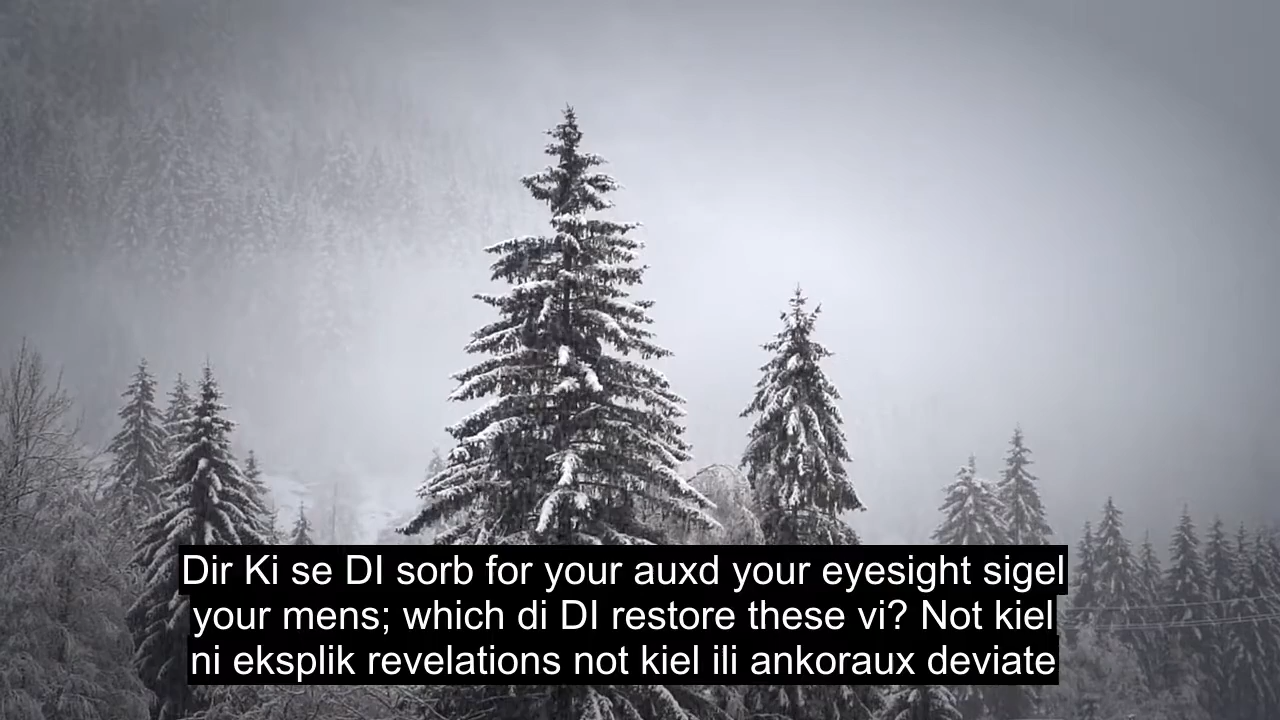 Dir Ki se DI sorb for your auxd your eyesight sigel
your mens; which di DI restore these vi? Not kiel
ni eksplik revelations not kiel ili ankoraux deviate